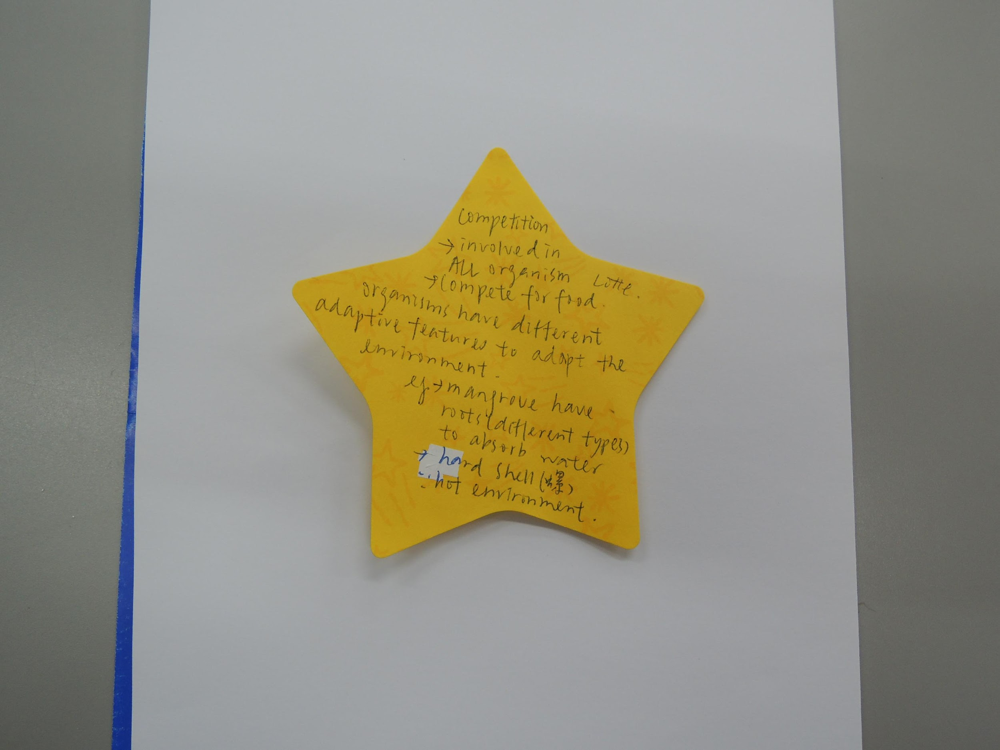 Competition
→ involved in
ALL organism
Lotte.
→ Compete for food.
organisms have different
adaptive features to adapt the
environment.
eg → mangrove have
roots (different types)
to absorb water
→ hard shell (螺)
∵ hot environment.